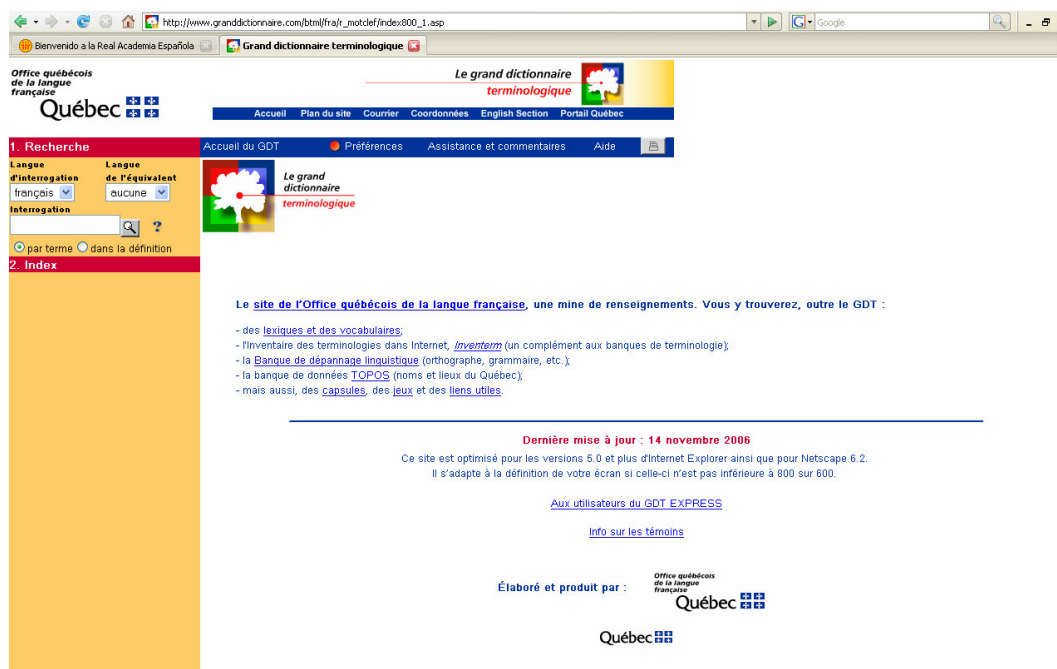 http://www.granddictionnaire.com/btml/fra/r_motclef/index800_1.asp
G Google
Bienvenido a la Real Academia Española
Grand dictionnaire terminologique
Office québécois
de la langue
française
Québec
Le grand dictionnaire
terminologique
Accueil Plan du site Courrier Coordonnées English Section Portail Québec
1. Recherche
Accueil du GDT Préférences Assistance et commentaires Aide
Langue
d'interrogation
Langue
de l'équivalent
français aucune
Interrogation
?
par terme dans la définition
2. Index
Le grand
dictionnaire
terminologique
Le site de l'Office québécois de la langue française, une mine de renseignements. Vous y trouverez, outre le GDT :
- des lexiques et des vocabulaires;
- l'Inventaire des terminologies dans Internet, Inventerm (un complément aux banques de terminologie);
- la Banque de dépannage linguistique (orthographe, grammaire, etc.);
- la banque de données TOPOS (noms et lieux du Québec);
- mais aussi, des capsules, des jeux et des liens utiles.
Dernière mise à jour : 14 novembre 2006
Ce site est optimisé pour les versions 5.0 et plus d'Internet Explorer ainsi que pour Netscape 6.2.
Il s'adapte à la définition de votre écran si celle-ci n'est pas inférieure à 800 sur 600.
Aux utilisateurs du GDT EXPRESS
Info sur les témoins
Élaboré et produit par :
Office québécois
de la langue
française
Québec
Québec